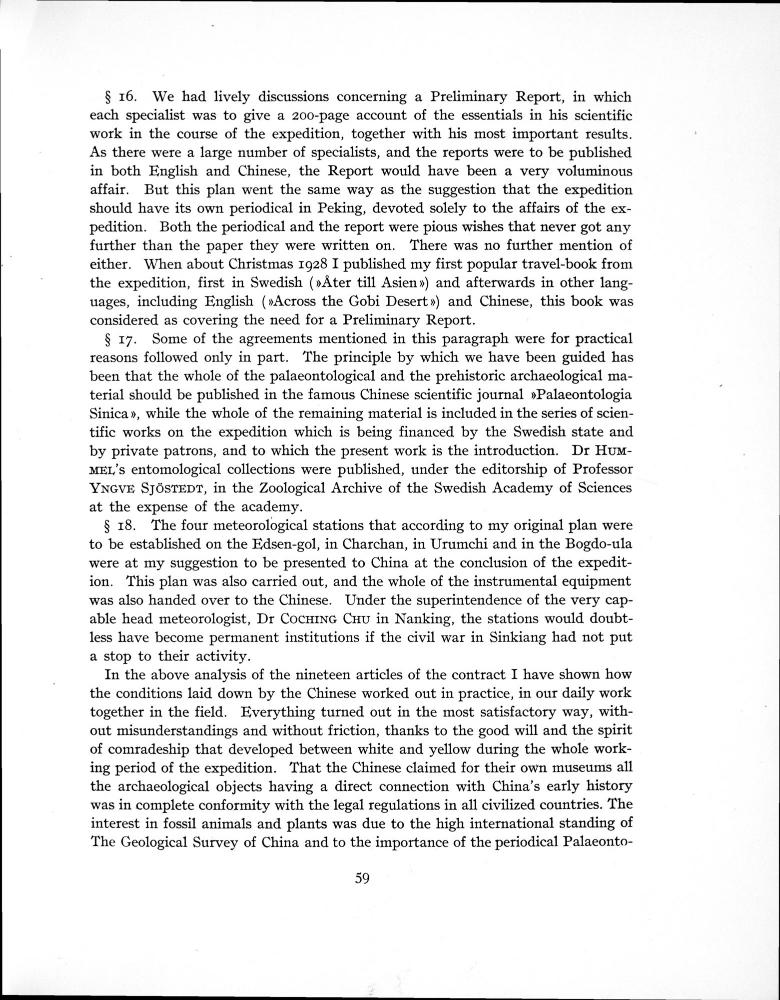 § 16. We had lively discussions concerning a Preliminary Report, in which
each specialist was to give a 200-page account of the essentials in his scientific
work in the course of the expedition, together with his most important results.
As there were a large number of specialists, and the reports were to be published
in both English and Chinese, the Report would have been a very voluminous
affair. But this plan went the same way as the suggestion that the expedition
should have its own periodical in Peking, devoted solely to the affairs of the ex-
pedition. Both the periodical and the report were pious wishes that never got any
further than the paper they were written on. There was no further mention of
either. When about Christmas 1928 I published my first popular travel-book from
the expedition, first in Swedish (»Åter till Asien») and afterwards in other lang-
uages, including English (»Across the Gobi Desert») and Chinese, this book was
considered as covering the need for a Preliminary Report.
§ 17. Some of the agreements mentioned in this paragraph were for practical
reasons followed only in part. The principle by which we have been guided has
been that the whole of the palaeontological and the prehistoric archaeological ma-
terial should be published in the famous Chinese scientific journal »Palaeontologia
Sinica», while the whole of the remaining material is included in the series of scien-
tific works on the expedition which is being financed by the Swedish state and
by private patrons, and to which the present work is the introduction. Dr HUM-
MEL's entomological collections were published, under the editorship of Professor
YNGVE SJÖSTEDT, in the Zoological Archive of the Swedish Academy of Sciences
at the expense of the academy.
§ 18. The four meteorological stations that according to my original plan were
to be established on the Edsen-gol, in Charchan, in Urumchi and in the Bogdo-ula
were at my suggestion to be presented to China at the conclusion of the expedit-
ion. This plan was also carried out, and the whole of the instrumental equipment
was also handed over to the Chinese. Under the superintendence of the very cap-
able head meteorologist, Dr COCHING CHU in Nanking, the stations would doubt-
less have become permanent institutions if the civil war in Sinkiang had not put
a stop to their activity.
In the above analysis of the nineteen articles of the contract I have shown how
the conditions laid down by the Chinese worked out in practice, in our daily work
together in the field. Everything turned out in the most satisfactory way, with-
out misunderstandings and without friction, thanks to the good will and the spirit
of comradeship that developed between white and yellow during the whole work-
ing period of the expedition. That the Chinese claimed for their own museums all
the archaeological objects having a direct connection with China's early history
was in complete conformity with the legal regulations in all civilized countries. The
interest in fossil animals and plants was due to the high international standing of
The Geological Survey of China and to the importance of the periodical Palaeonto-
59